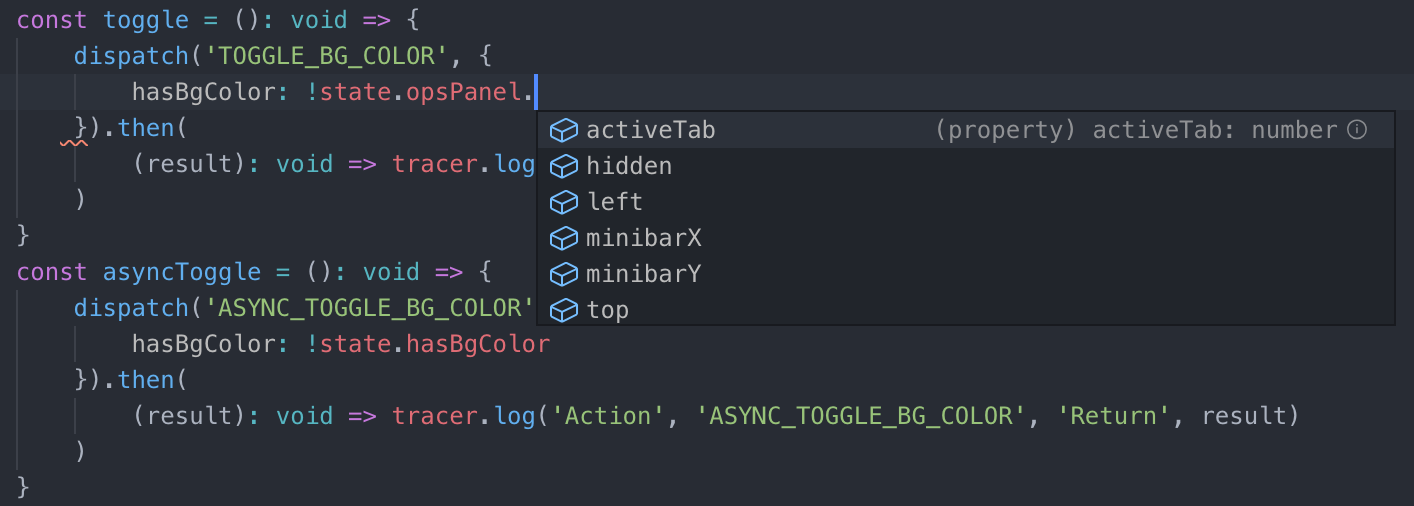 const toggle = (): void => {
    dispatch('TOGGLE_BG_COLOR', {
        hasBgColor: !state.opsPanel.
activeTab (property) activeTab: number
    }).then(
hidden
        (result): void => tracer.log
left
    )
minibarX
}
minibarY
const asyncToggle = (): void => {
top
    dispatch('ASYNC_TOGGLE_BG_COLOR'
        hasBgColor: !state.hasBgColor
    }).then(
        (result): void => tracer.log('Action', 'ASYNC_TOGGLE_BG_COLOR', 'Return', result)
    )
}